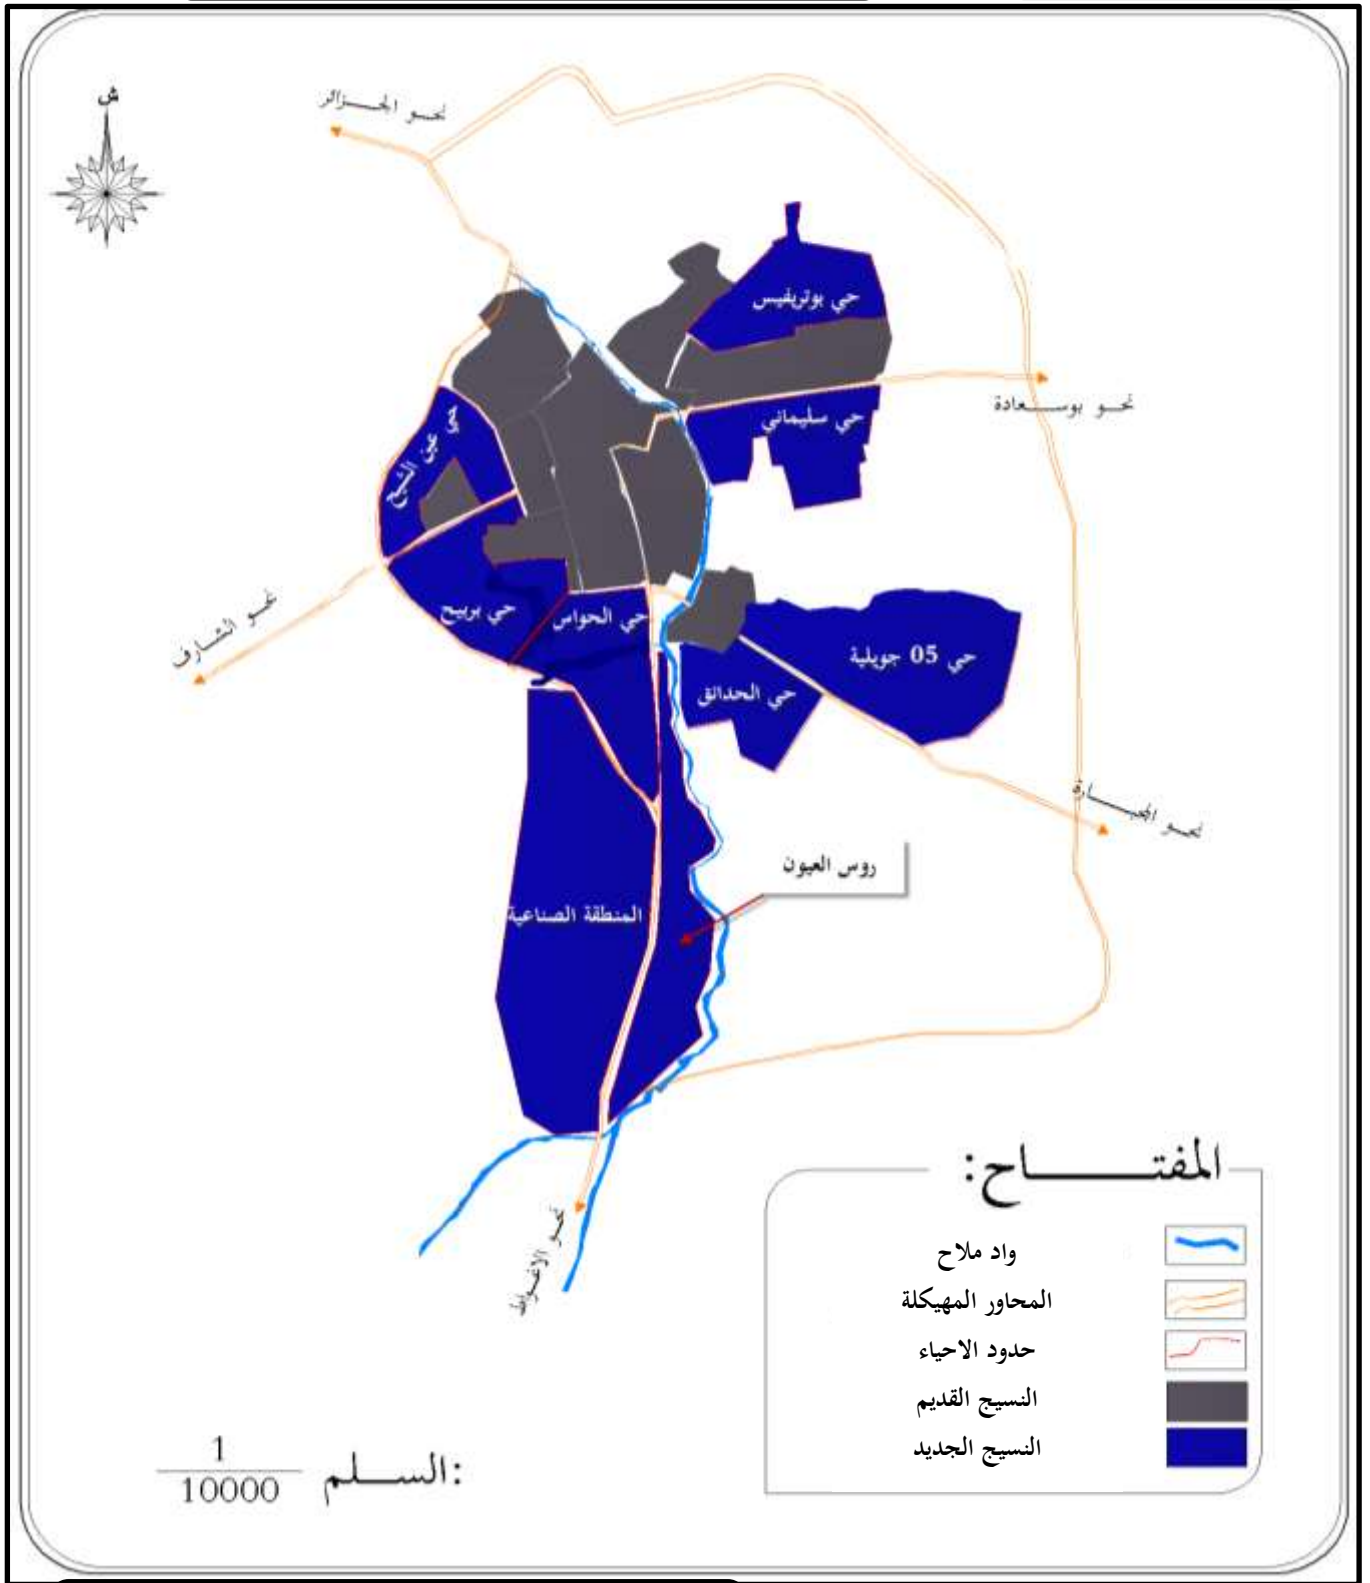 ش
نحو الجزائر
حي بوتريفيس
نحو بوسعادة
حي سليماني
حي عين الشيح
حي بربيح
حي الحواس
نحو الشارف
حي 05 جويلية
حي الحدائق
نحو المجبارة
روس العيون
المنطقة الصناعية
نحو الاغواط
المفتاح:
واد ملاح
المحاور المهيكلة
حدود الاحياء
النسيج القديم
النسيج الجديد
السلم:
1
10000